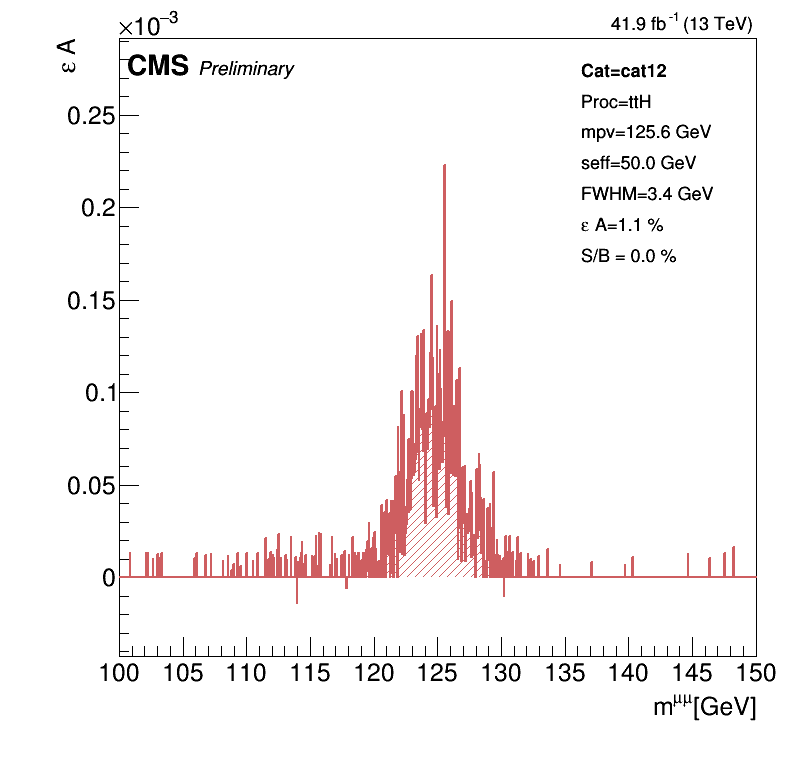 ×10⁻³
41.9 fb⁻¹ (13 TeV)
ε A
CMS Preliminary
Cat=cat12
Proc=ttH
mpv=125.6 GeV
seff=50.0 GeV
FWHM=3.4 GeV
ε A=1.1 %
S/B = 0.0 %
0.25
0.2
0.15
0.1
0.05
0
100 105 110 115 120 125 130 135 140 145 150
m^μμ[GeV]